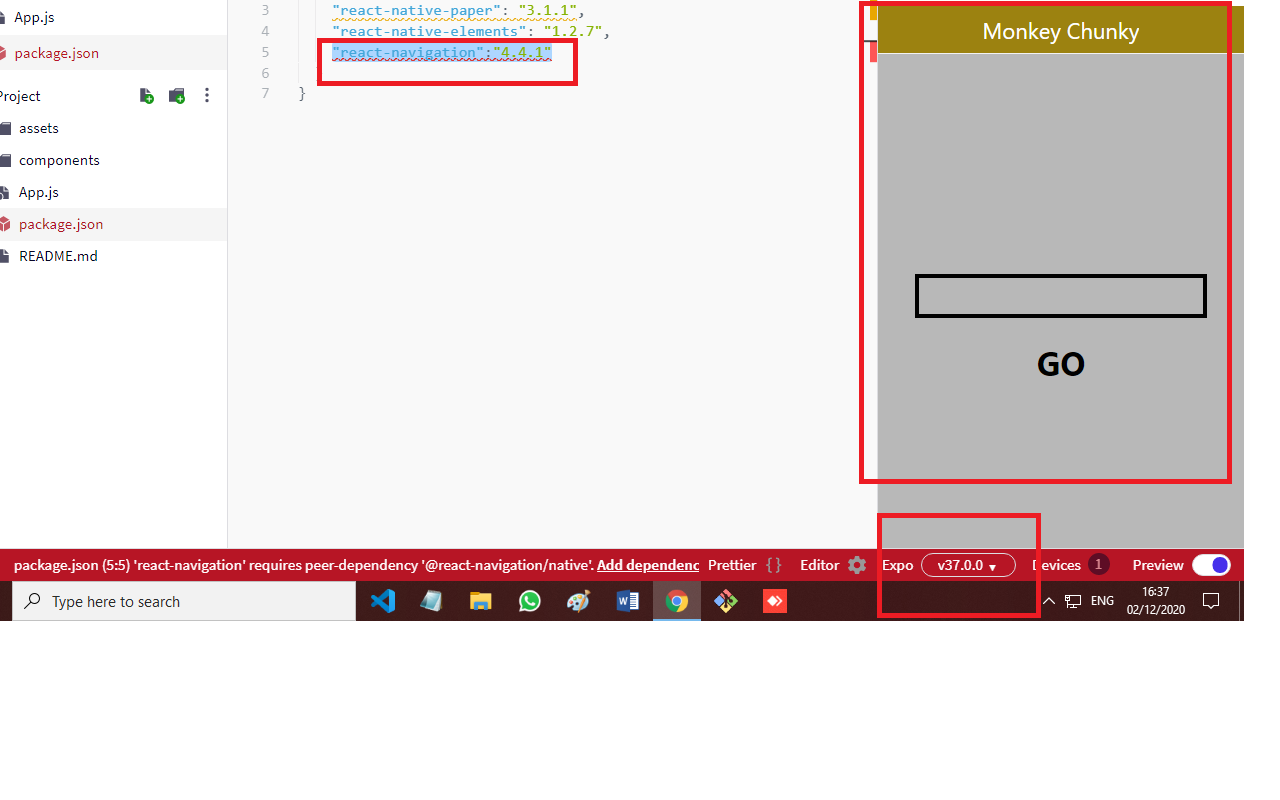 App.js
package.json
Project
assets
components
App.js
package.json
README.md
3 "react-native-paper": "3.1.1",
4 "react-native-elements": "1.2.7",
5 "react-navigation":"4.4.1"
6
7 }
Monkey Chunky
GO
package.json (5:5) 'react-navigation' requires peer-dependency '@react-navigation/native'. Add dependenc Prettier { } Editor Expo v37.0.0 Devices 1 Preview
Type here to search
ENG
16:37
02/12/2020